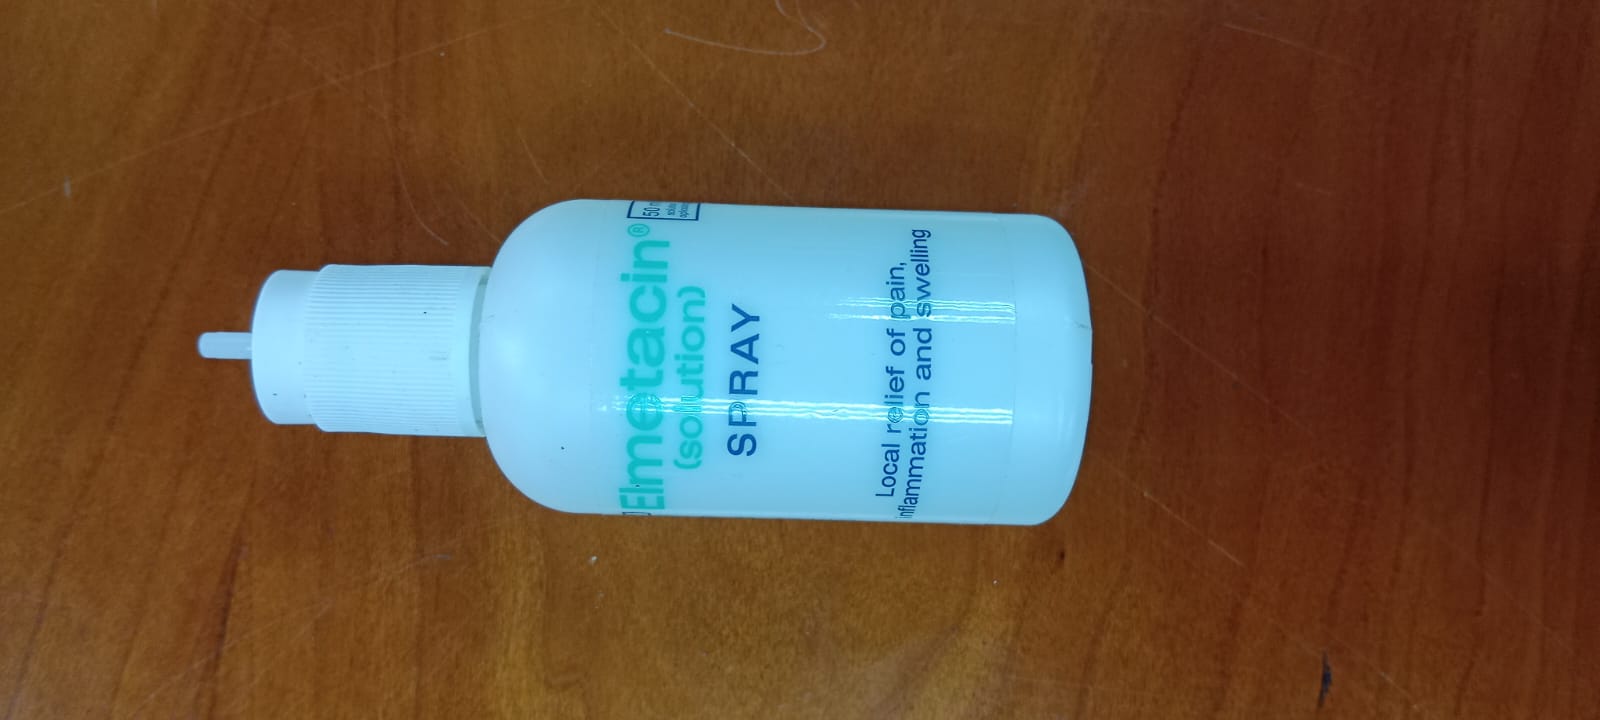 Elmetacin®
(solution)
SPRAY
Local relief of pain,
inflammation and swelling
50